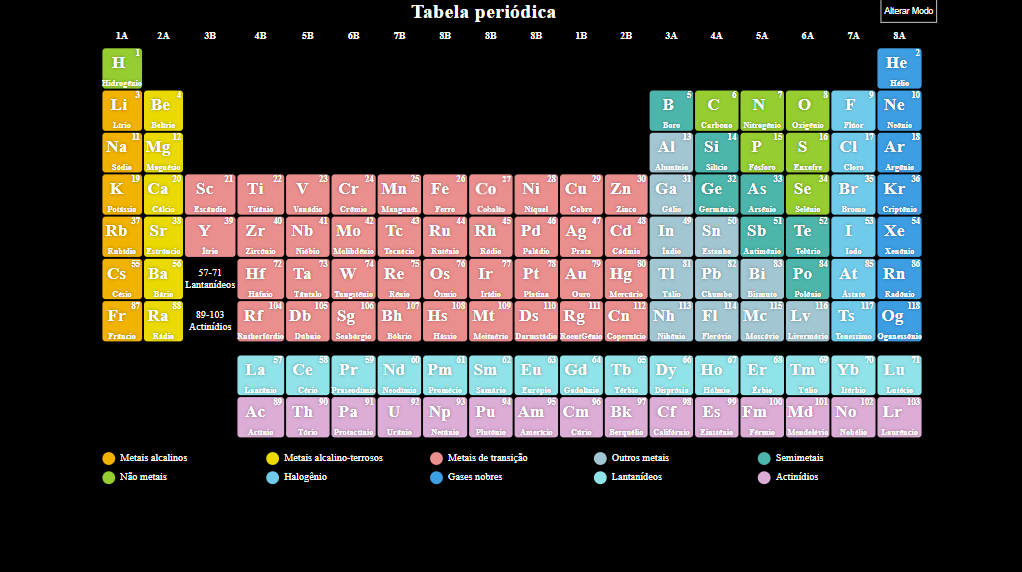 Tabela periódica
Alterar Modo
1A 2A 3B 4B 5B 6B 7B 8B 8B 8B 1B 2B 3A 4A 5A 6A 7A 8A
1 2
H He
Hidrogênio Hélio
3 4 5 6 7 8 9 10
Li Be B C N O F Ne
Lítio Belírio Boro Carbono Nitrogênio Oxigênio Flúor Neônio
11 12 13 14 15 16 17 18
Na Mg Al Si P S Cl Ar
Sódio Magnésio Alumínio Silício Fósforo Enxofre Cloro Argônio
19 20 21 22 23 24 25 26 27 28 29 30 31 32 33 34 35 36
K Ca Sc Ti V Cr Mn Fe Co Ni Cu Zn Ga Ge As Se Br Kr
Potássio Cálcio Escândio Titânio Vanádio Crômio Manganês Ferro Cobalto Níquel Cobre Zinco Gálio Germânio Arsênio Selênio Bromo Criptônio
37 38 39 40 41 42 43 44 45 46 47 48 49 50 51 52 53 54
Rb Sr Y Zr Nb Mo Tc Ru Rh Pd Ag Cd In Sn Sb Te I Xe
Rubídio Estrôncio Ítrio Zircônio Nióbio Molibdênio Tecnécio Rutênio Ródio Paládio Prata Cádmio Índio Estanho Antimônio Telúrio Iodo Xenônio
55 56 72 73 74 75 76 77 78 79 80 81 82 83 84 85 86
Cs Ba 57-71 Hf Ta W Re Os Ir Pt Au Hg Tl Pb Bi Po At Rn
Césio Bário Lantanídeos Háfnio Tântalo Tungstênio Rênio Ósmio Irídio Platina Ouro Mercúrio Tálio Chumbo Bismuto Polônio Ástato Radônio
87 88 104 105 106 107 108 109 110 111 112 113 114 115 116 117 118
Fr Ra 89-103 Rf Db Sg Bh Hs Mt Ds Rg Cn Nh Fl Mc Lv Ts Og
Frâncio Rádio Actinídios Rutherfórdio Dúbnio Seabórgio Bóhrio Hássio Meitnério Darmstádio RoentGênio Copernício Nihônio Fleróvio Moscóvio Livermório Tenessino Oganessônio
57 58 59 60 61 62 63 64 65 66 67 68 69 70 71
La Ce Pr Nd Pm Sm Eu Gd Tb Dy Ho Er Tm Yb Lu
Lantânio Cério Praseodímio Neodímio Promécio Samário Európio Gadolínio Térbio Disprósio Hólmio Érbio Túlio Itérbio Lutécio
89 90 91 92 93 94 95 96 97 98 99 100 101 102 103
Ac Th Pa U Np Pu Am Cm Bk Cf Es Fm Md No Lr
Actínio Tório Protactínio Urânio Netúnio Plutônio Amerício Cúrio Berquélio Califórnio Einstênio Férmio Mendelévio Nobélio Laurêncio
Metais alcalinos Metais alcalino-terrosos Metais de transição Outros metais Semimetais
Não metais Halogênio Gases nobres Lantanídeos Actinídios